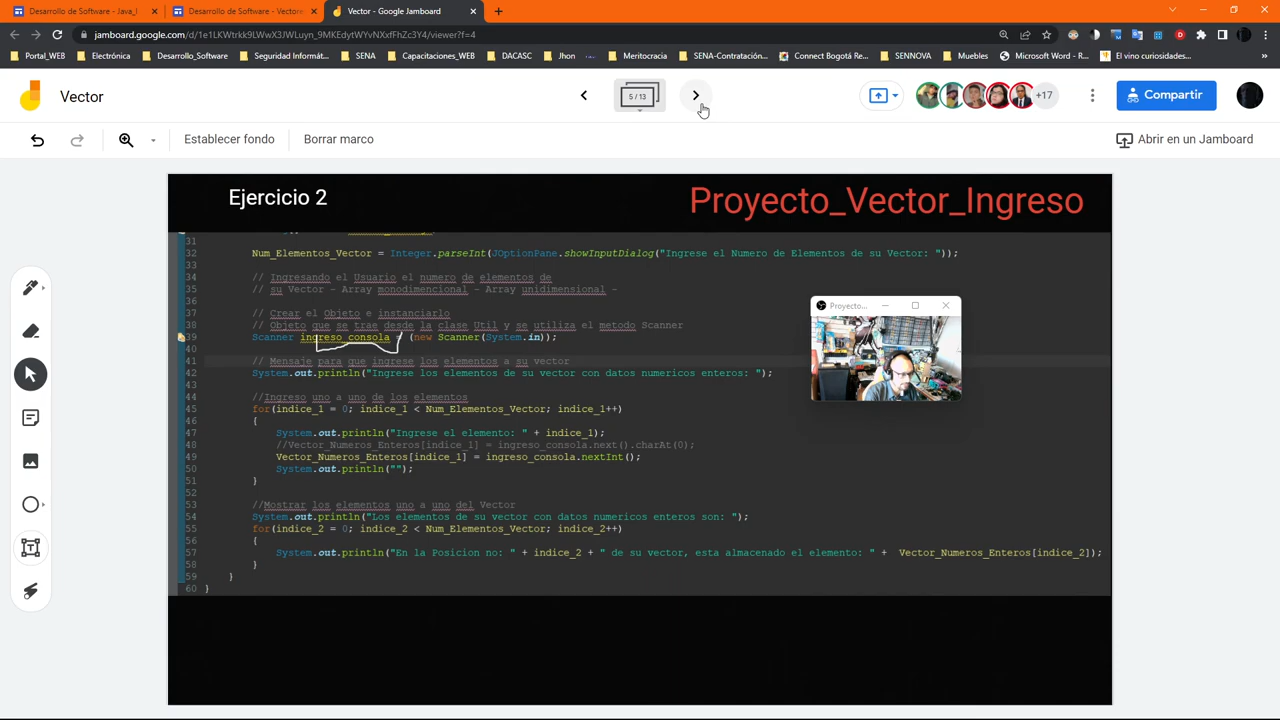 Desarrollo de Software - Java_I
Desarrollo de Software - Vectores
Vector - Google Jamboard
jamboard.google.com/d/1e1LKWtrkk9LWwX3JWLuyn_9MKEdytWYvNXxfFhZc3Y4/viewer?f=4
Portal_WEB
Electrónica
Desarrollo_Software
Seguridad Informát...
SENA
Capacitaciones_WEB
DACASC
Jhon
Meritocracia
SENA-Contratación...
Connect Bogotá Re...
SENNOVA
Muebles
Microsoft Word - R...
El vino curiosidades...
Vector
5 / 13
+17
Compartir
Establecer fondo
Borrar marco
Abrir en un Jamboard
Ejercicio 2
Proyecto_Vector_Ingreso
31
32 Num_Elementos_Vector = Integer.parseInt(JOptionPane.showInputDialog("Ingrese el Numero de Elementos de su Vector: "));
33
34 // Ingresando el Usuario el numero de elementos de
35 // su Vector - Array monodimencional - Array unidimensional -
36
37 // Crear el Objeto e instanciarlo
38 // Objeto que se trae desde la clase Util y se utiliza el metodo Scanner
39 Scanner ingreso_consola = (new Scanner(System.in));
40
41 // Mensaje para que ingrese los elementos a su vector
42 System.out.println("Ingrese los elementos de su vector con datos numericos enteros: ");
43
44 //Ingreso uno a uno de los elementos
45 for(indice_1 = 0; indice_1 < Num_Elementos_Vector; indice_1++)
46 {
47 System.out.println("Ingrese el elemento: " + indice_1);
48 //Vector_Numeros_Enteros[indice_1] = ingreso_consola.next().charAt(0);
49 Vector_Numeros_Enteros[indice_1] = ingreso_consola.nextInt();
50 System.out.println("");
51 }
52
53 //Mostrar los elementos uno a uno del Vector
54 System.out.println("Los elementos de su vector con datos numericos enteros son: ");
55 for(indice_2 = 0; indice_2 < Num_Elementos_Vector; indice_2++)
56 {
57 System.out.println("En la Posicion no: " + indice_2 + " de su vector, esta almacenado el elemento: " + Vector_Numeros_Enteros[indice_2]);
58 }
59 }
60 }
Proyecto...